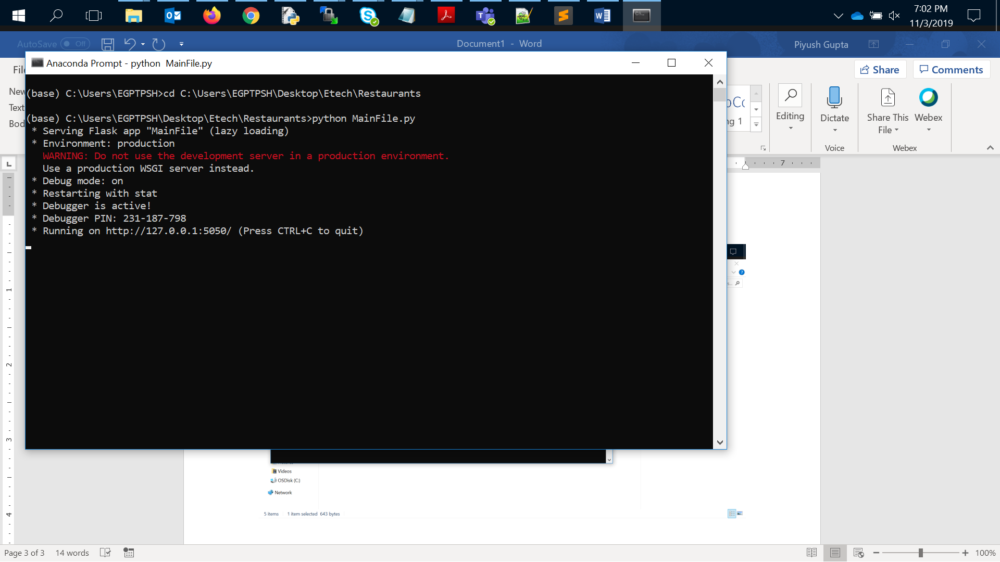 7:02 PM
11/3/2019
AutoSave Off
Document1 - Word
Piyush Gupta
Anaconda Prompt - python  MainFile.py
Share
Comments
New
Text
(base) C:\Users\EGPTPSH>cd C:\Users\EGPTPSH\Desktop\Etech\Restaurants
(base) C:\Users\EGPTPSH\Desktop\Etech\Restaurants>python MainFile.py
* Serving Flask app "MainFile" (lazy loading)
* Environment: production
WARNING: Do not use the development server in a production environment.
Use a production WSGI server instead.
* Debug mode: on
* Restarting with stat
* Debugger is active!
* Debugger PIN: 231-187-798
* Running on http://127.0.0.1:5050/ (Press CTRL+C to quit)
Editing
Dictate
Share This File
Webex
Voice
Webex
7
1
2
3
4
Videos
OSDisk (C:)
Network
5 items 1 item selected 643 bytes
Page 3 of 3 14 words
100%